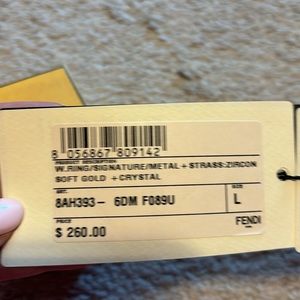 8 056867 809142
PRODUCT DESCRIPTION
W.RING/SIGNATURE/METAL+STRASS:ZIRCON
SOFT GOLD +CRYSTAL
ART.
SIZE
8AH393- 6DM F089U
L
PRICE
$ 260.00
FENDI